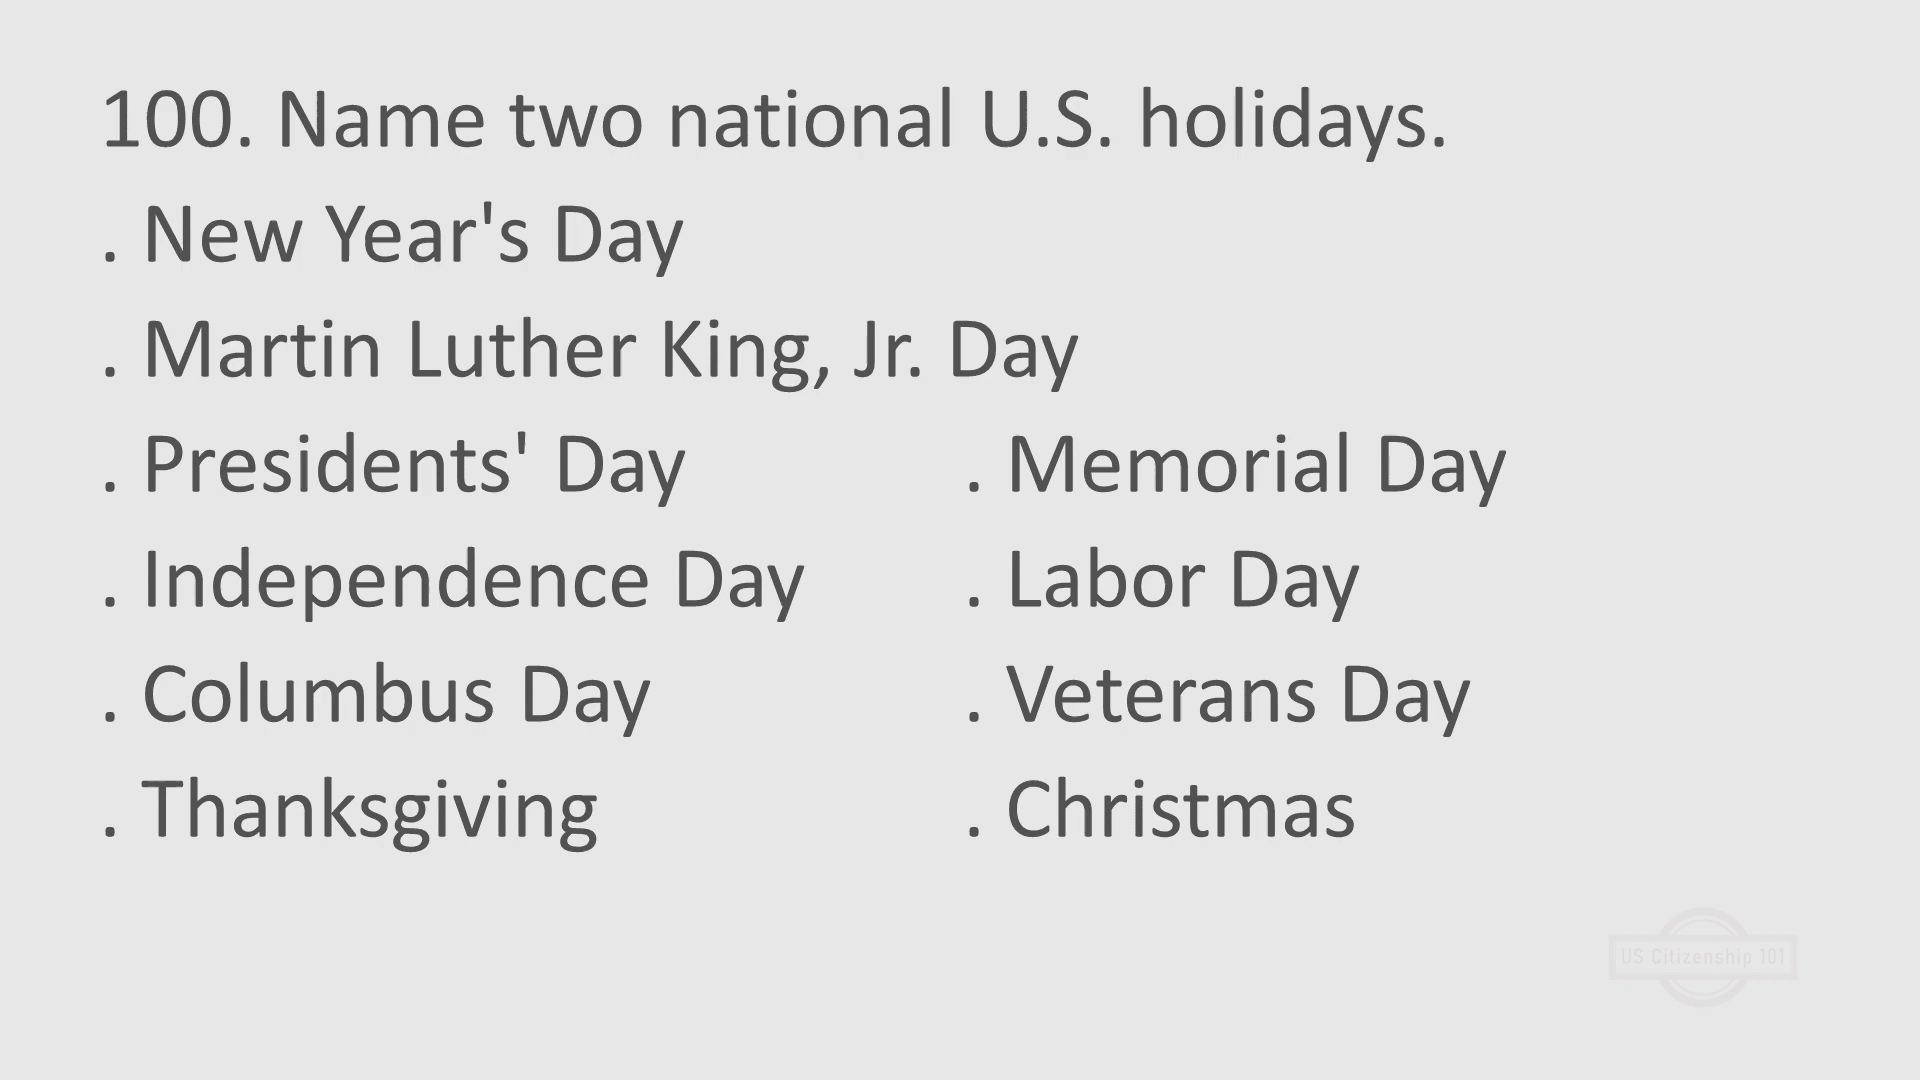 100. Name two national U.S. holidays.
. New Year's Day
. Martin Luther King, Jr. Day
. Presidents' Day . Memorial Day
. Independence Day . Labor Day
. Columbus Day . Veterans Day
. Thanksgiving . Christmas
US Citizenship 101